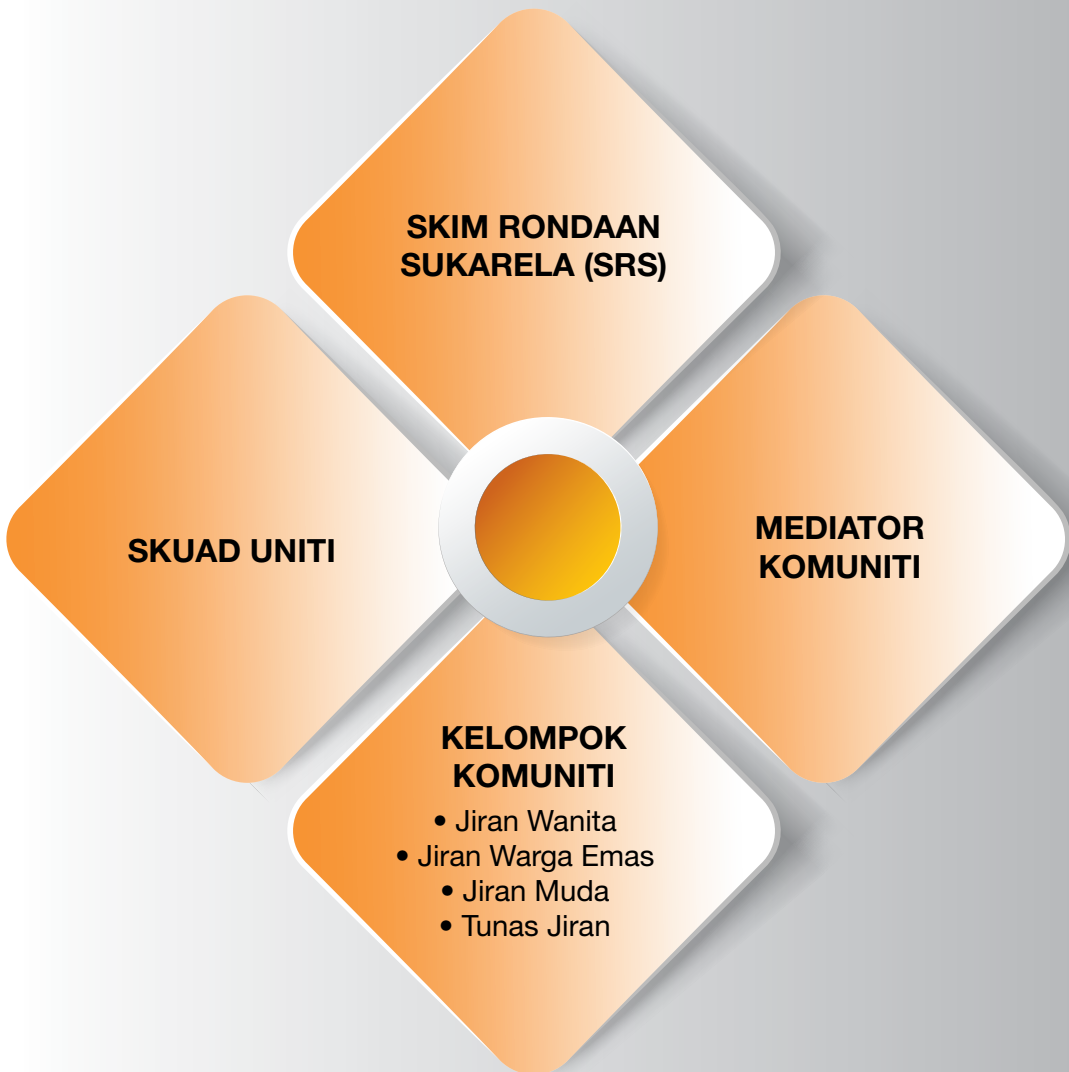 SKIM RONDAAN
SUKARELA (SRS)
SKUAD UNITI
MEDIATOR
KOMUNITI
KELOMPOK
KOMUNITI
• Jiran Wanita
• Jiran Warga Emas
• Jiran Muda
• Tunas Jiran